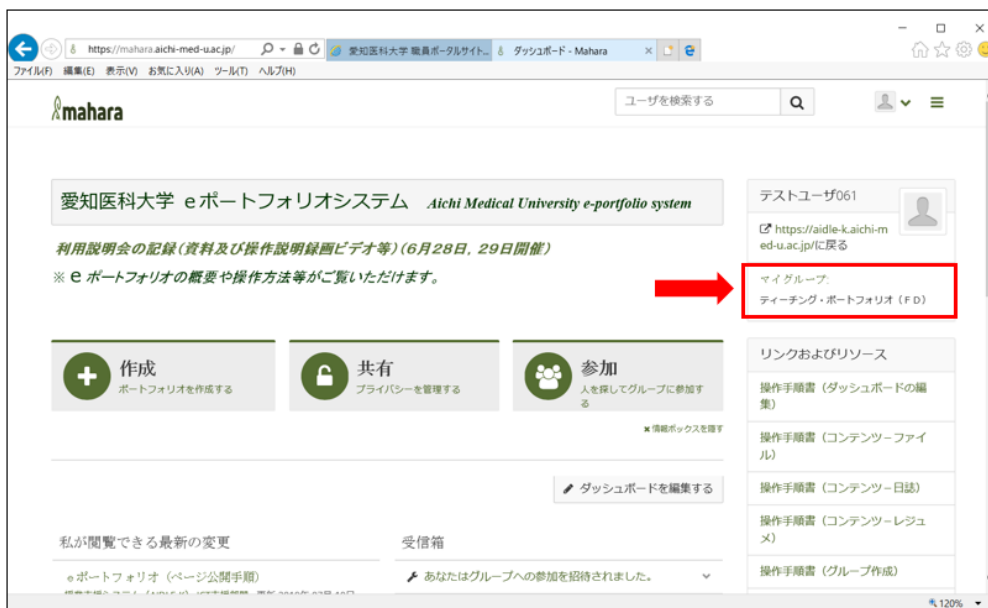 https://mahara.aichi-med-u.ac.jp/
愛知医科大学 職員ポータルサイト...
ダッシュボード - Mahara
ファイル(F) 編集(E) 表示(V) お気に入り(A) ツール(T) ヘルプ(H)
mahara
ユーザを検索する
愛知医科大学 eポートフォリオシステム Aichi Medical University e-portfolio system
利用説明会の記録(資料及び操作説明録画ビデオ等)(6月28日, 29日開催)
※ e ポートフォリオの概要や操作方法等がご覧いただけます。
作成
ポートフォリオを作成する
共有
プライバシーを管理する
参加
人を探してグループに参加す
る
✖情報ボックスを隠す
ダッシュボードを編集する
私が閲覧できる最新の変更
eポートフォリオ（ページ公開手順）
受信箱
あなたはグループへの参加を招待されました。
テストユーザ061
https://aidle-k.aichi-m
ed-u.ac.jp/に戻る
マイグループ:
ティーチング・ポートフォリオ（ＦＤ）
リンクおよびリソース
操作手順書（ダッシュボードの編
集）
操作手順書（コンテンツ－ファイ
ル）
操作手順書（コンテンツ－日誌）
操作手順書（コンテンツ－レジュ
メ）
操作手順書（グループ作成）
120%